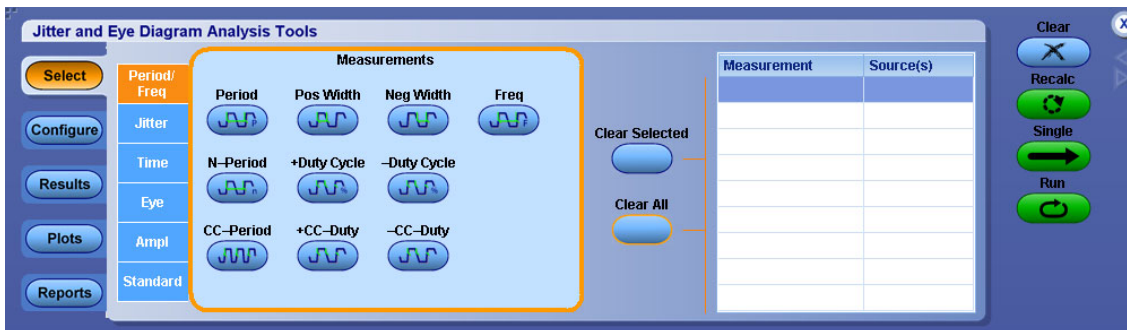 Jitter and Eye Diagram Analysis Tools
Select
Configure
Results
Plots
Reports
Period/
Freq
Jitter
Time
Eye
Ampl
Standard
Measurements
Period Pos Width Neg Width Freq
N–Period +Duty Cycle –Duty Cycle
CC–Period +CC–Duty –CC–Duty
Clear Selected
Clear All
Measurement Source(s)
Clear
X
Recalc
Single
Run